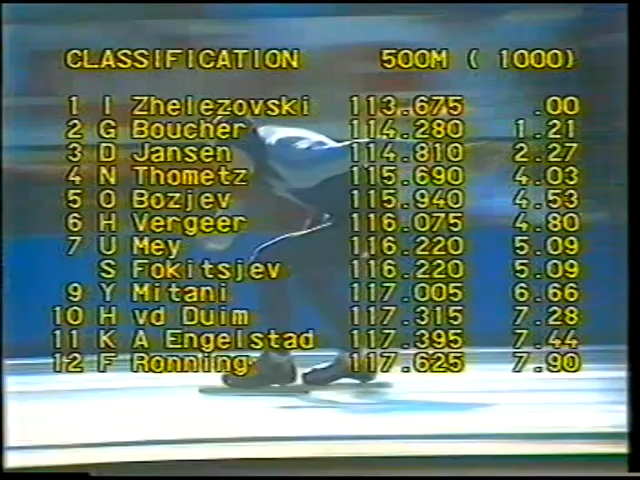 CLASSIFICATION 500M ( 1000)
1 I Zhelezovski 113.675 .00
2 G Boucher 114.280 1.21
3 D Jansen 114.810 2.27
4 N Thometz 115.690 4.03
5 O Bozjev 115.940 4.53
6 H Vergeer 116.075 4.80
7 U Mey 116.220 5.09
S Fokitsjev 116.220 5.09
9 Y Mitani 117.005 6.66
10 H vd Duim 117.315 7.28
11 K A Engelstad 117.395 7.44
12 F Ronning 117.625 7.90